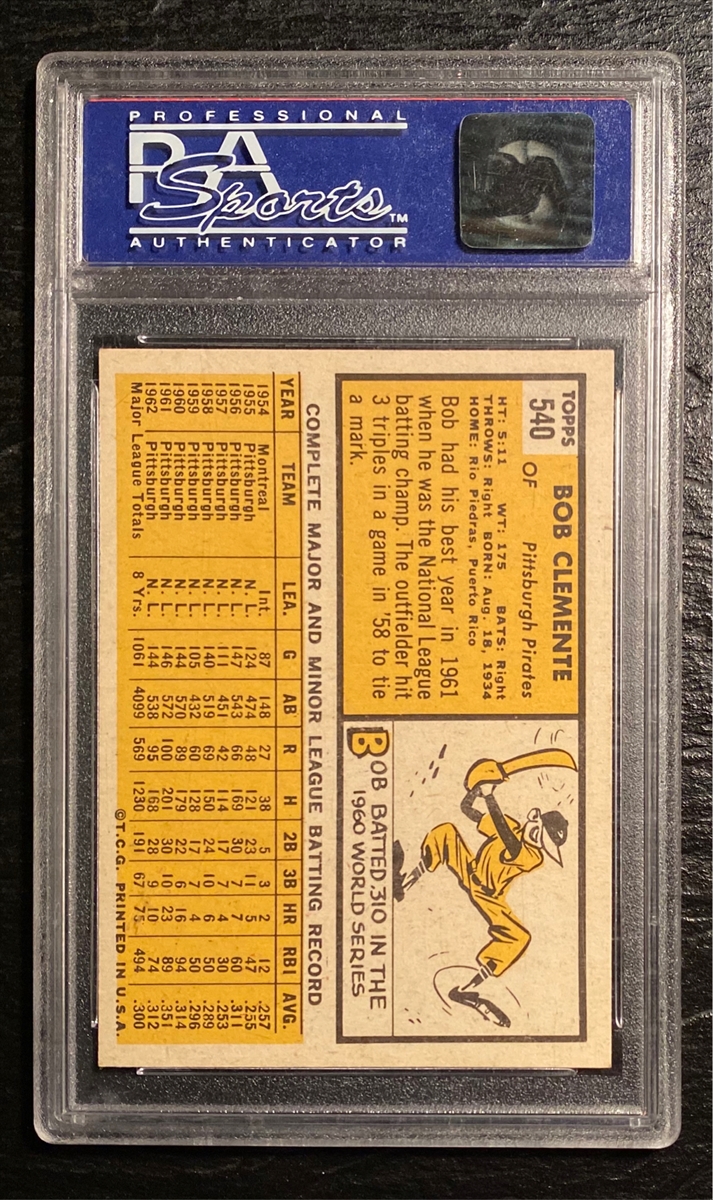 PROFESSIONAL
PSA
Sports™
AUTHENTICATOR
TOPPS
540
BOB CLEMENTE
OF Pittsburgh Pirates
HT: 5:11 WT: 175 BATS: Right
THROWS: Right BORN: Aug. 18, 1934
HOME: Rio Piedras, Puerto Rico
Bob had his best year in 1961
when he was the National League
batting champ. The outfielder hit
3 triples in a game in '58 to tie
a mark.
BOB BATTED .310 IN THE
1960 WORLD SERIES
COMPLETE MAJOR AND MINOR LEAGUE BATTING RECORD
YEAR TEAM LEA. G AB R H 2B 3B HR RBI AVG.
1954 Montreal Int. 87 148 27 38 5 3 2 12 .257
1955 Pittsburgh N. L. 124 474 48 121 23 11 5 47 .255
1956 Pittsburgh N. L. 147 543 66 169 30 7 7 60 .311
1957 Pittsburgh N. L. 111 451 42 114 17 7 4 30 .253
1958 Pittsburgh N. L. 140 519 69 150 24 10 6 50 .289
1959 Pittsburgh N. L. 105 432 60 128 17 7 4 50 .296
1960 Pittsburgh N. L. 144 570 89 179 22 6 16 94 .314
1961 Pittsburgh N. L. 146 572 100 201 30 10 23 89 .351
1962 Pittsburgh N. L. 144 538 95 168 28 9 10 74 .312
Major League Totals 8 Yrs. 1061 4099 569 1230 191 67 75 494 .300
©T.C.G. PRINTED IN U.S.A.